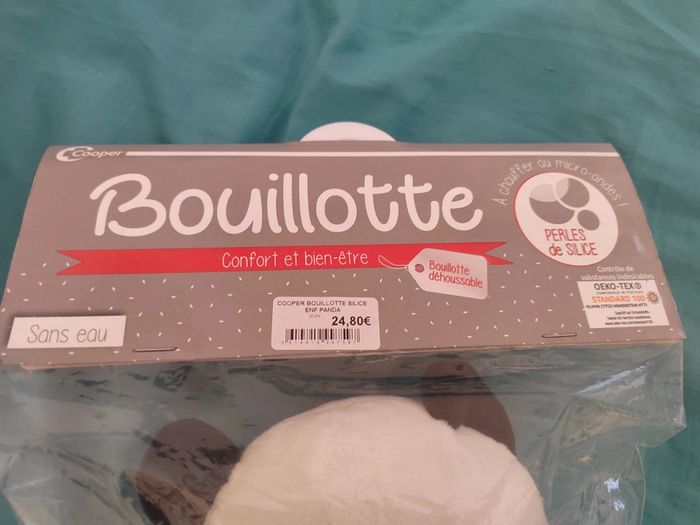 Cooper
Bouillotte
Confort et bien-être
Bouillotte
déhoussable
À chauffer au micro-ondes !
PERLES
de SILICE
Contrôle de
substances indésirables
OEKO-TEX®
STANDARD 100
Sans eau
COOPER BOUILLOTTE SILICE
ENF PANDA
24,80€